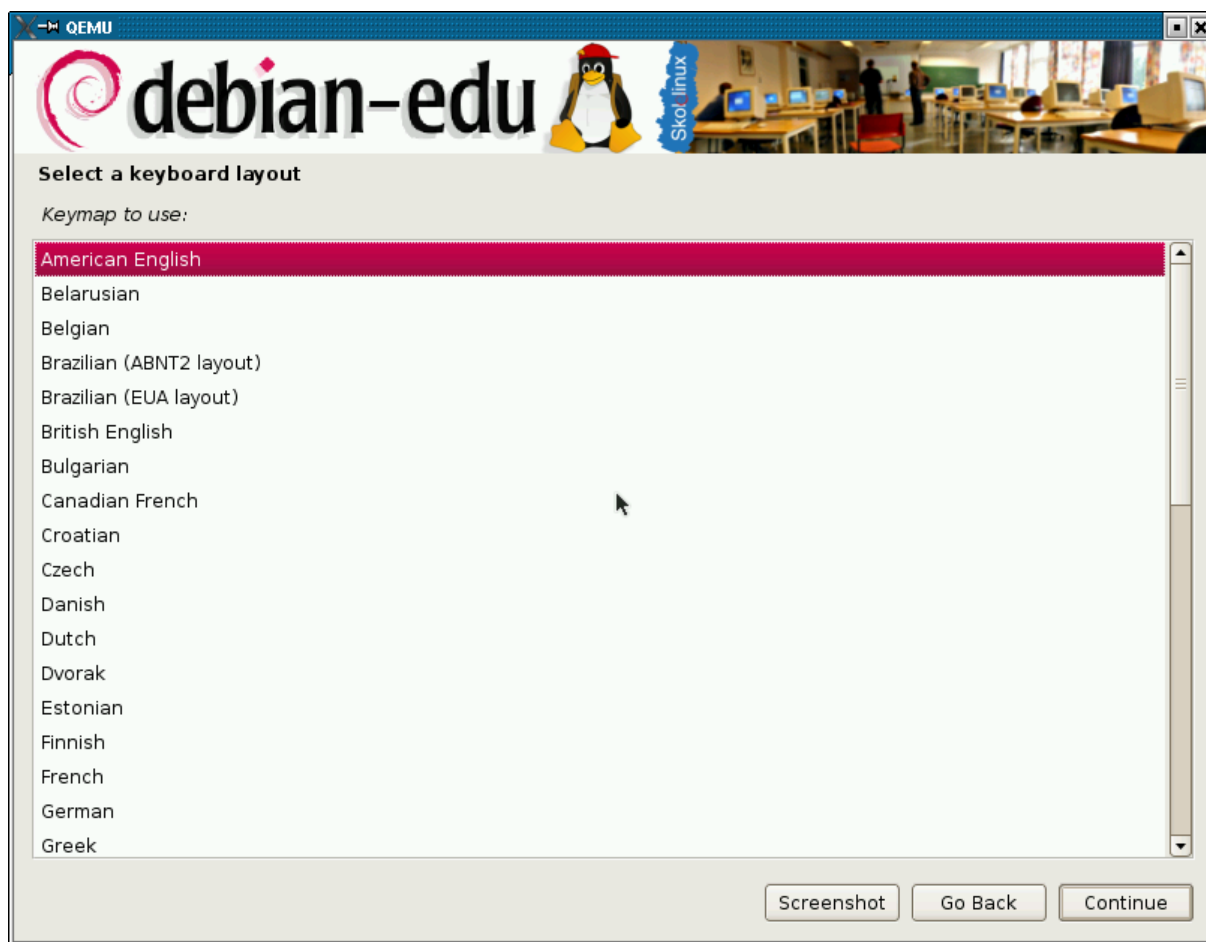 QEMU
debian-edu
Skolelinux
Select a keyboard layout
Keymap to use:
American English
Belarusian
Belgian
Brazilian (ABNT2 layout)
Brazilian (EUA layout)
British English
Bulgarian
Canadian French
Croatian
Czech
Danish
Dutch
Dvorak
Estonian
Finnish
French
German
Greek
Screenshot Go Back Continue